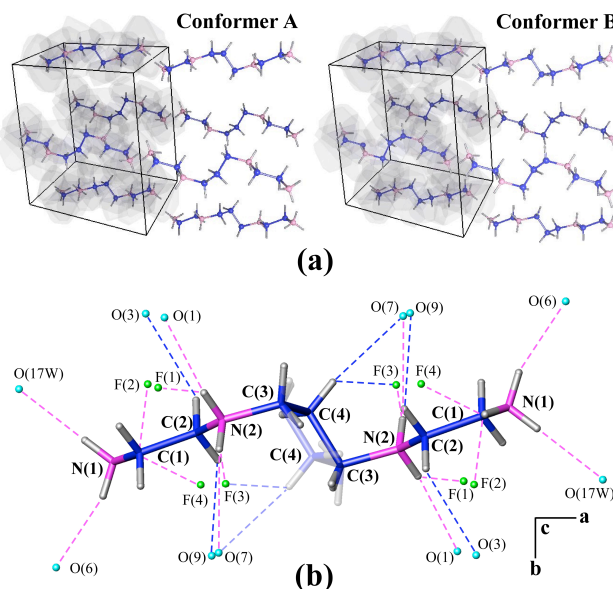 Conformer A
Conformer B
(a)
O(3)
O(1)
O(7)
O(9)
O(6)
O(17W)
F(2)
F(1)
F(3)
F(4)
C(3)
C(4)
C(2)
N(2)
C(1)
N(1)
N(1)
C(1)
N(2)
C(2)
C(4)
C(3)
F(4)
F(3)
F(1)
F(2)
O(17W)
O(6)
O(9)
O(7)
O(1)
O(3)
c
a
b
(b)